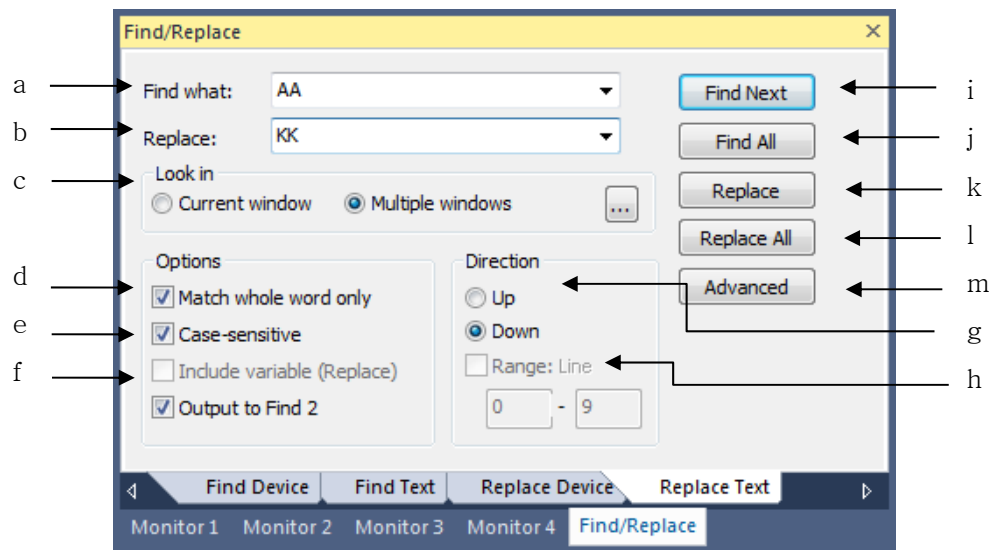 Find/Replace
a
Find what: AA
Find Next
i
b
Replace: KK
Find All
j
c
Look in
Current window Multiple windows ...
Replace
k
Replace All
l
Options
Direction
Advanced
m
d
Match whole word only
Up
g
e
Case-sensitive
Down
f
Include variable (Replace)
Range: Line
h
Output to Find 2
0 - 9
Find Device Find Text Replace Device Replace Text
Monitor 1 Monitor 2 Monitor 3 Monitor 4 Find/Replace